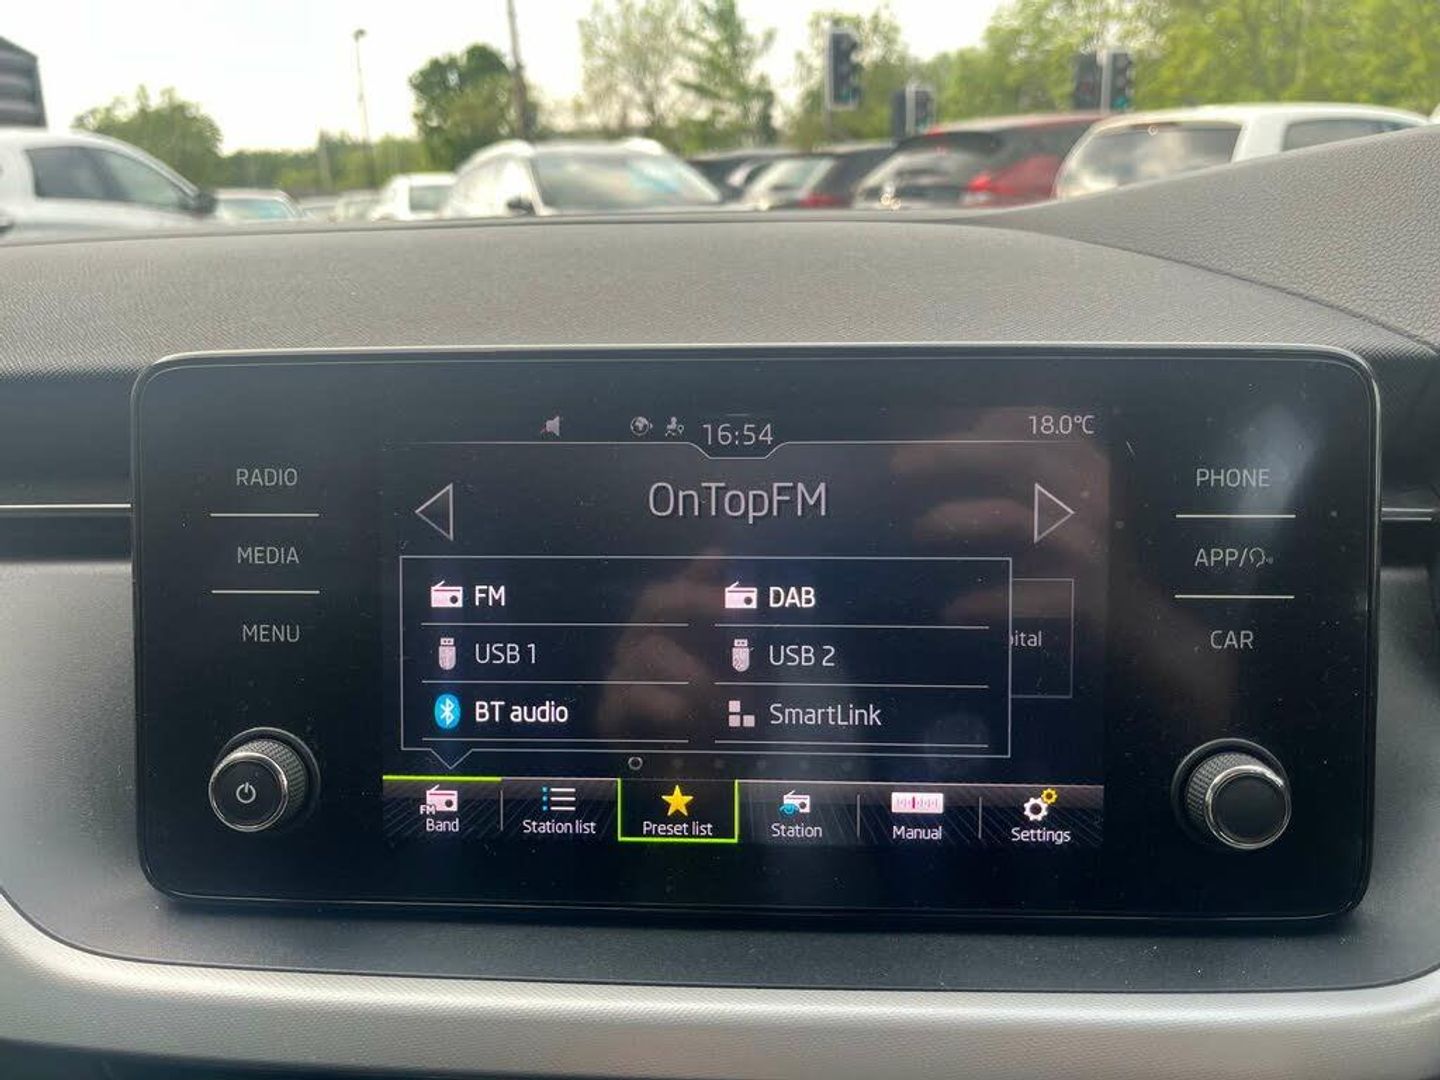 16:54
18.0°C
RADIO
OnTopFM
PHONE
MEDIA
APP/
MENU
CAR
FM
DAB
USB 1
USB 2
BT audio
SmartLink
FM
Band
Station list
Preset list
Station
Manual
Settings